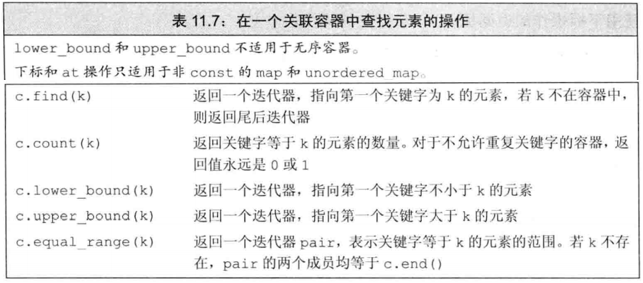 表 11.7：在一个关联容器中查找元素的操作
lower_bound 和 upper_bound 不适用于无序容器。
下标和 at 操作只适用于非 const 的 map 和 unordered_map。
c.find(k) 返回一个迭代器，指向第一个关键字为 k 的元素，若 k 不在容器中，
则返回尾后迭代器
c.count(k) 返回关键字等于 k 的元素的数量。对于不允许重复关键字的容器，返
回值永远是 0 或 1
c.lower_bound(k) 返回一个迭代器，指向第一个关键字不小于 k 的元素
c.upper_bound(k) 返回一个迭代器，指向第一个关键字大于 k 的元素
c.equal_range(k) 返回一个迭代器 pair，表示关键字等于 k 的元素的范围。若 k 不存
在，pair 的两个成员均等于 c.end()